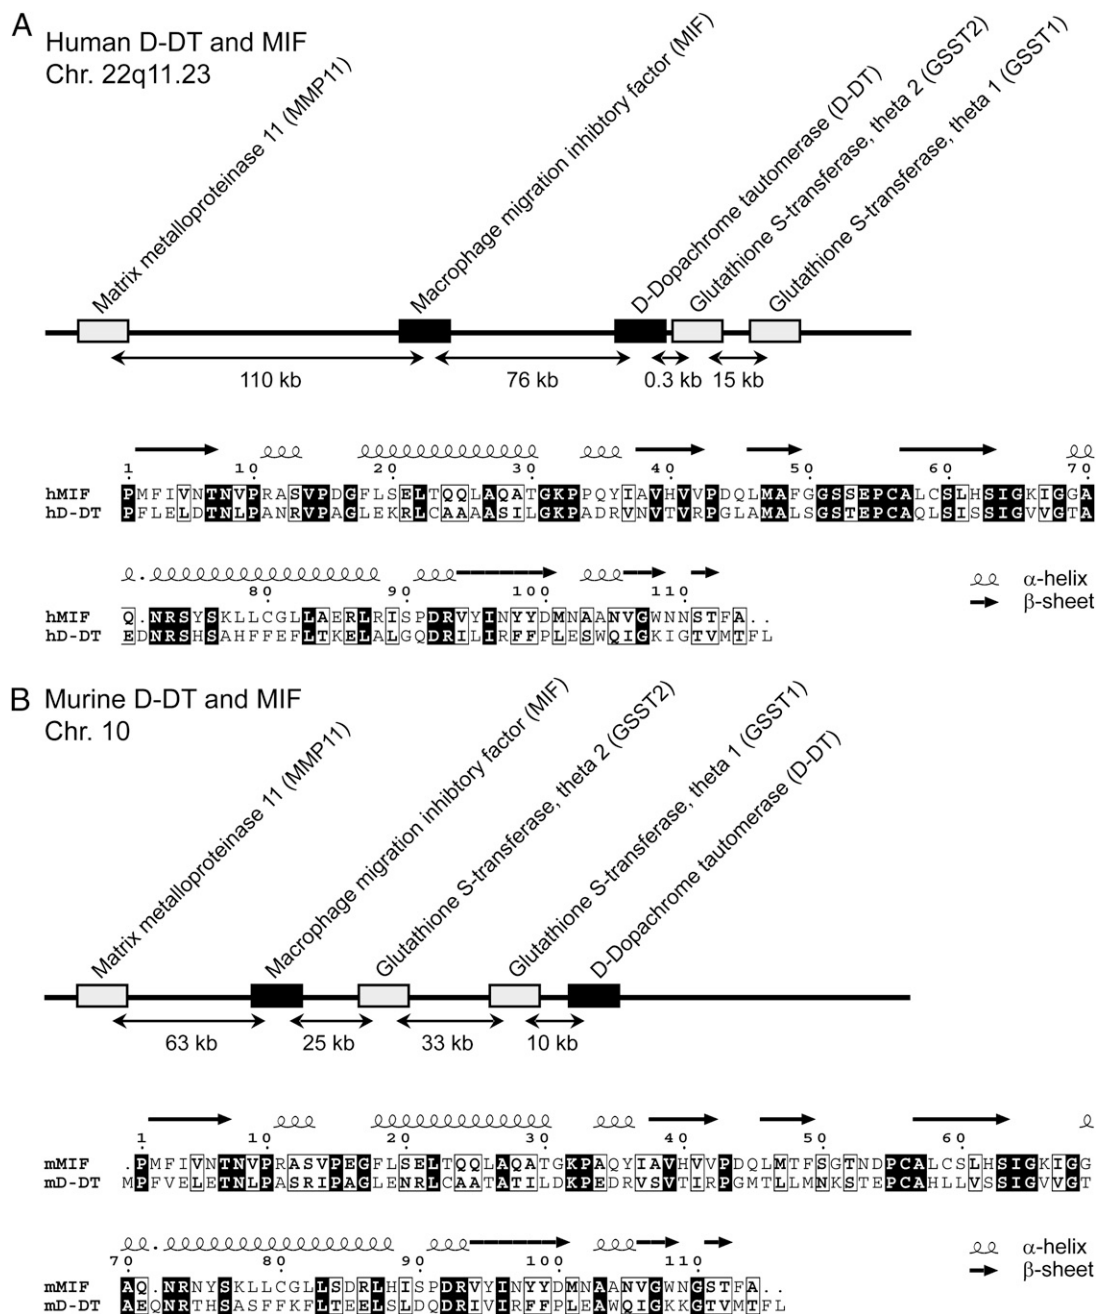 A
Human D-DT and MIF
Chr. 22q11.23
Matrix metalloproteinase 11 (MMP11)
Macrophage migration inhibtory factor (MIF)
D-Dopachrome tautomerase (D-DT)
Glutathione S-transferase, theta 2 (GSST2)
Glutathione S-transferase, theta 1 (GSST1)
110 kb 76 kb 0.3 kb 15 kb
1 10 20 30 40 50 60 70
hMIF PMFIVNTNVPRASVPDGFLSELTQQLAQATGKPPQYIAVHVVPDQLMAFGGSSEPCALCSLHSIGKIGGA
hD-DT PFLELDTNLPANRVPAGLEKRLCAAAASILGKPADRVNVTVRPGLAMALSGSTEPCAQLSISSIGVVGTA
80 90 100 110
hMIF Q.NRSYSKLLCGLLAERLRISPDRVYINYYDMNAANVGWNNSTFA..
hD-DT EDNRSHSAHFFEFLTKELALGQDRILIRFFPLESWQIGKIGTVMTFL
α-helix
β-sheet
B
Murine D-DT and MIF
Chr. 10
Matrix metalloproteinase 11 (MMP11)
Macrophage migration inhibtory factor (MIF)
Glutathione S-transferase, theta 2 (GSST2)
Glutathione S-transferase, theta 1 (GSST1)
D-Dopachrome tautomerase (D-DT)
63 kb 25 kb 33 kb 10 kb
1 10 20 30 40 50 60
mMIF .PMFIVNTNVPRASVPEGFLSELTQQLAQATGKPAQYIAVHVVPDQLMTFSGTNDPCALCSLHSIGKIGG
mD-DT MPFVELETNLPASRIPAGLENRLCAATATILDKPEDRVSVTIRPGMTLLMNKSTEPCAHLLVSSIGVVGT
70 80 90 100 110
mMIF AQ.NRNYSKLLCGLLSDRLHISPDRVYINYYDMNAANVGWNGSTFA..
mD-DT AEQNRTHSASFFKFLTEELSLDQDRIVIRFFPLEAWQIGKKGTVMTFL
α-helix
β-sheet